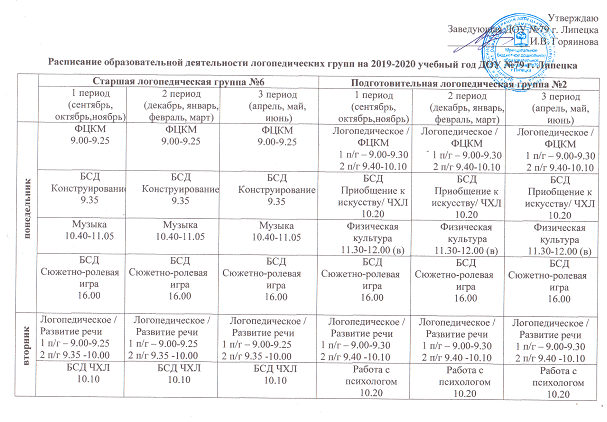 Утверждаю
Заведующая ДОУ №79 г. Липецка
И.В. Горяинова
Расписание образовательной деятельности логопедических групп на 2019-2020 учебный год ДОУ №79 г. Липецка
Старшая логопедическая группа №6 Подготовительная логопедическая группа №2
1 период 2 период 3 период 1 период 2 период 3 период
(сентябрь, (декабрь, январь, (апрель, май, (сентябрь, (декабрь, январь, (апрель, май,
октябрь,ноябрь) февраль, март) июнь) октябрь,ноябрь) февраль, март) июнь)
понедельник
ФЦКМ ФЦКМ ФЦКМ Логопедическое / Логопедическое / Логопедическое /
9.00-9.25 9.00-9.25 9.00-9.25 ФЦКМ ФЦКМ ФЦКМ
1 п/г – 9.00-9.30 1 п/г – 9.00-9.30 1 п/г – 9.00-9.30
2 п/г 9.40-10.10 2 п/г 9.40-10.10 2 п/г 9.40-10.10
БСД БСД БСД БСД БСД БСД
Конструирование Конструирование Конструирование Приобщение к Приобщение к Приобщение к
9.35 9.35 9.35 искусству/ ЧХЛ искусству/ ЧХЛ искусству/ ЧХЛ
10.20 10.20 10.20
Музыка Музыка Музыка Физическая Физическая Физическая
10.40-11.05 10.40-11.05 10.40-11.05 культура культура культура
11.30-12.00 (в) 11.30-12.00 (в) 11.30-12.00 (в)
БСД БСД БСД БСД БСД БСД
Сюжетно-ролевая Сюжетно-ролевая Сюжетно-ролевая Сюжетно-ролевая Сюжетно-ролевая Сюжетно-ролевая
игра игра игра игра игра игра
16.00 16.00 16.00 16.00 16.00 16.00
вторник
Логопедическое / Логопедическое / Логопедическое / Логопедическое / Логопедическое / Логопедическое /
Развитие речи Развитие речи Развитие речи Развитие речи Развитие речи Развитие речи
1 п/г – 9.00-9.25 1 п/г – 9.00-9.25 1 п/г – 9.00-9.25 1 п/г – 9.00-9.30 1 п/г – 9.00-9.30 1 п/г – 9.00-9.30
2 п/г 9.35 -10.00 2 п/г 9.35 -10.00 2 п/г 9.35 -10.00 2 п/г 9.40 -10.10 2 п/г 9.40 -10.10 2 п/г 9.40 -10.10
БСД ЧХЛ БСД ЧХЛ БСД ЧХЛ Работа с Работа с Работа с
10.10 10.10 10.10 психологом психологом психологом
10.20 10.20 10.20